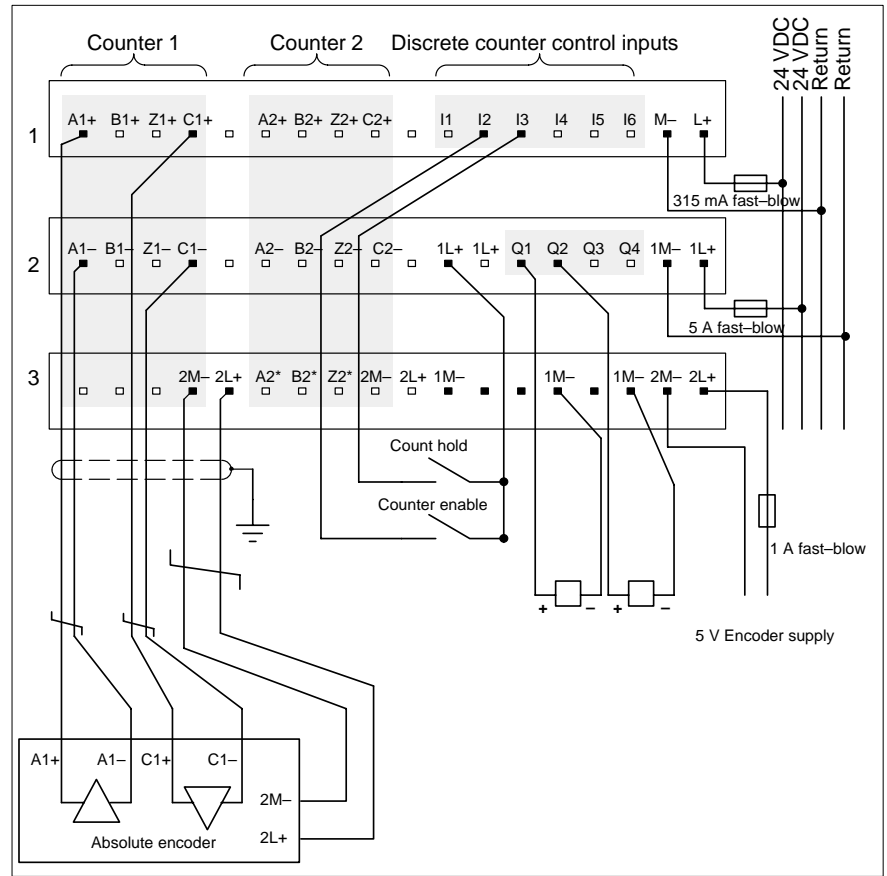 Counter 1 Counter 2 Discrete counter control inputs
24 VDC
24 VDC
Return
Return
A1+ B1+ Z1+ C1+ A2+ B2+ Z2+ C2+ I1 I2 I3 I4 I5 I6 M– L+
1
315 mA fast–blow
A1– B1– Z1– C1– A2– B2– Z2– C2– 1L+ 1L+ Q1 Q2 Q3 Q4 1M– 1L+
2
5 A fast–blow
3
2M– 2L+ A2* B2* Z2* 2M– 2L+ 1M– 1M– 1M– 2M– 2L+
Count hold
Counter enable
1 A fast–blow
+ – + –
5 V Encoder supply
A1+ A1– C1+ C1–
2M–
2L+
Absolute encoder